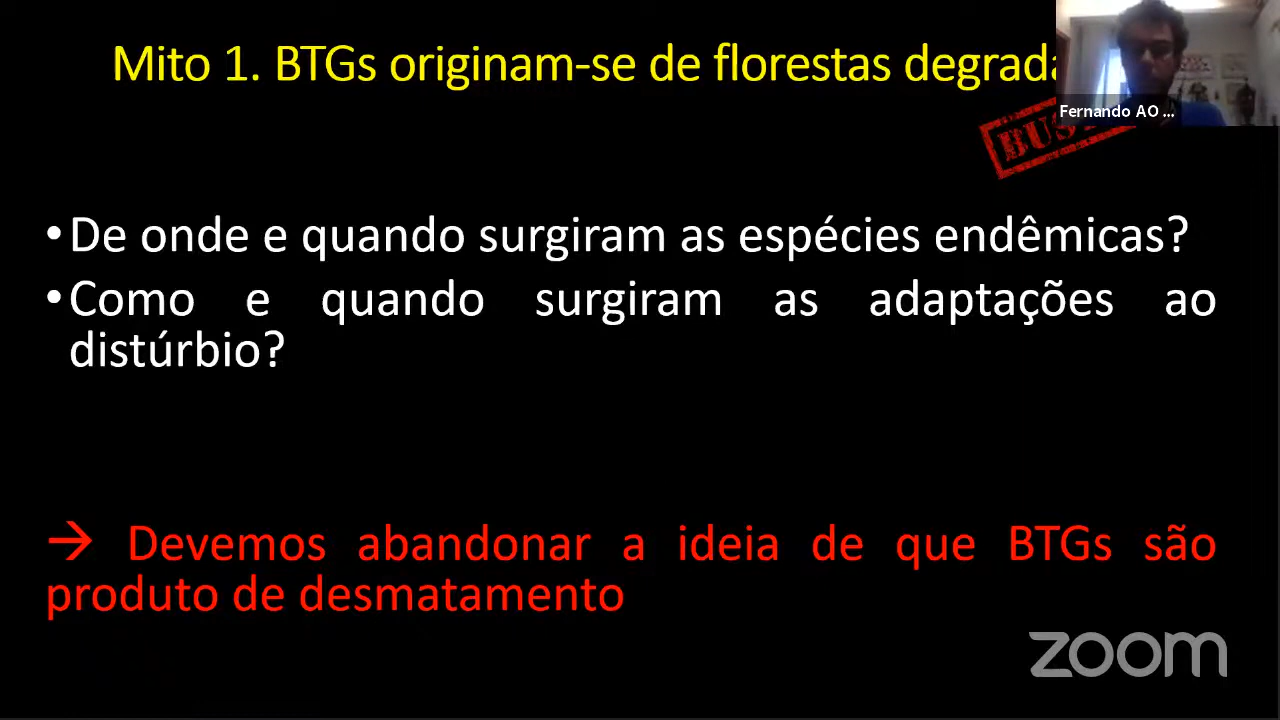 Mito 1. BTGs originam-se de florestas
Fernando AO ...
•De onde e quando surgiram as espécies endêmicas?
•Como e quando surgiram as adaptações ao
distúrbio?
→ Devemos abandonar a ideia de que BTGs são
produto de desmatamento
zoom